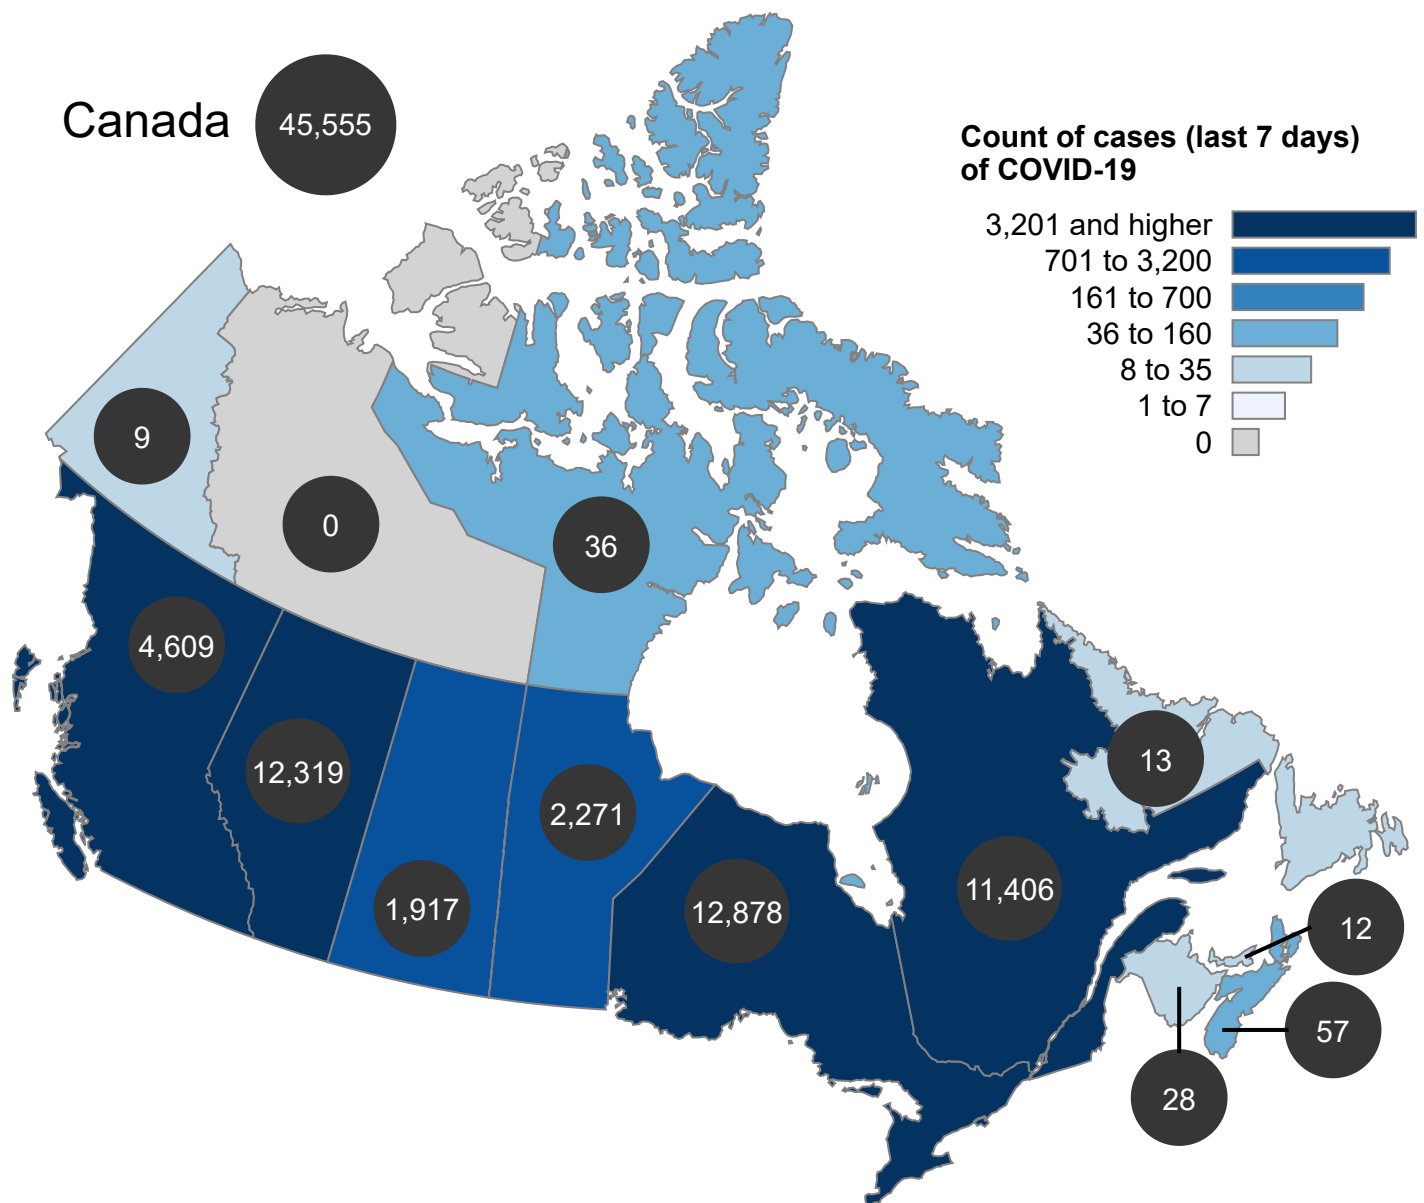 Canada
45,555
Count of cases (last 7 days)
of COVID-19
3,201 and higher
701 to 3,200
161 to 700
36 to 160
8 to 35
1 to 7
0
9
0
36
4,609
12,319
1,917
2,271
12,878
11,406
13
12
57
28